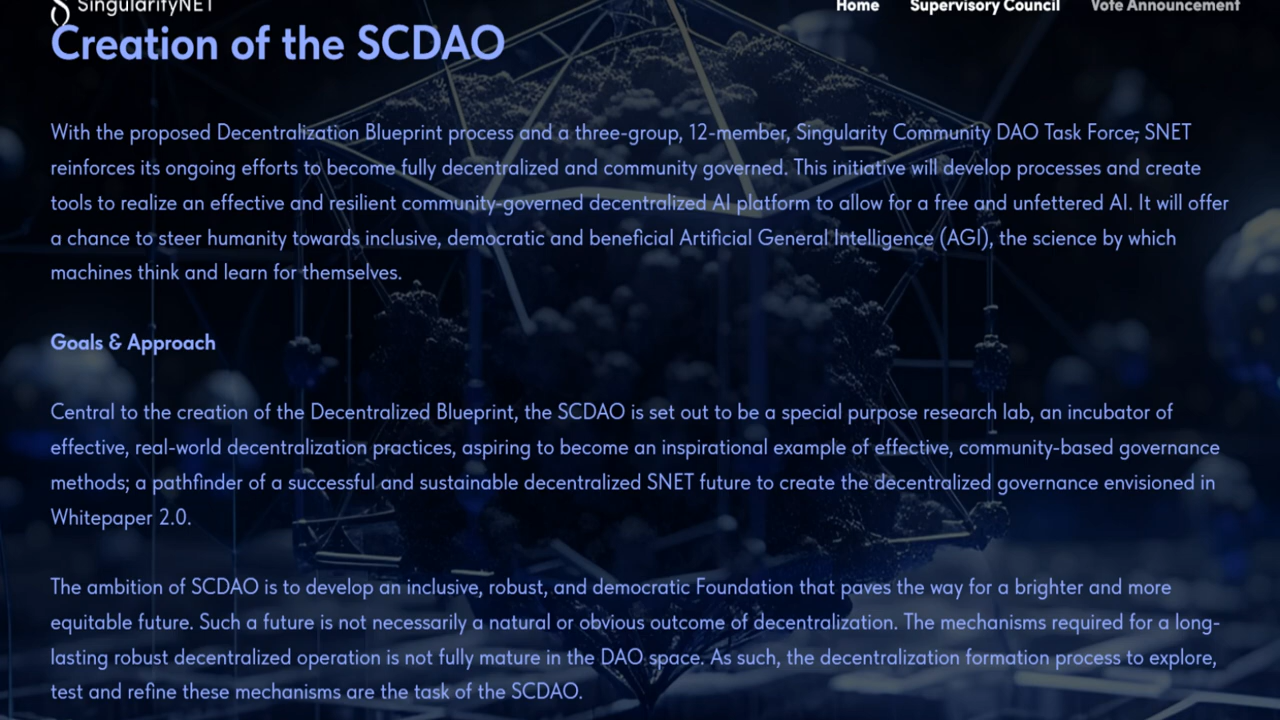 SingularityNET
Home Supervisory Council Vote Announcement
Creation of the SCDAO
With the proposed Decentralization Blueprint process and a three-group, 12-member, Singularity Community DAO Task Force; SNET
reinforces its ongoing efforts to become fully decentralized and community governed. This initiative will develop processes and create
tools to realize an effective and resilient community-governed decentralized AI platform to allow for a free and unfettered AI. It will offer
a chance to steer humanity towards inclusive, democratic and beneficial Artificial General Intelligence (AGI), the science by which
machines think and learn for themselves.
Goals & Approach
Central to the creation of the Decentralized Blueprint, the SCDAO is set out to be a special purpose research lab, an incubator of
effective, real-world decentralization practices, aspiring to become an inspirational example of effective, community-based governance
methods; a pathfinder of a successful and sustainable decentralized SNET future to create the decentralized governance envisioned in
Whitepaper 2.0.
The ambition of SCDAO is to develop an inclusive, robust, and democratic Foundation that paves the way for a brighter and more
equitable future. Such a future is not necessarily a natural or obvious outcome of decentralization. The mechanisms required for a long-
lasting robust decentralized operation is not fully mature in the DAO space. As such, the decentralization formation process to explore,
test and refine these mechanisms are the task of the SCDAO.